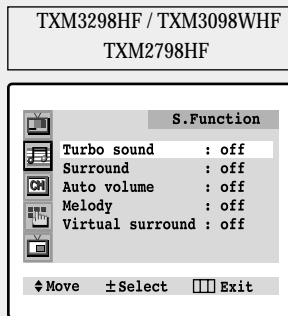 TXM3298HF / TXM3098WHF
TXM2798HF
S.Function
Turbo sound : off
Surround : off
CH
Auto volume : off
Melody : off
Virtual surround : off
Move ± Select Exit